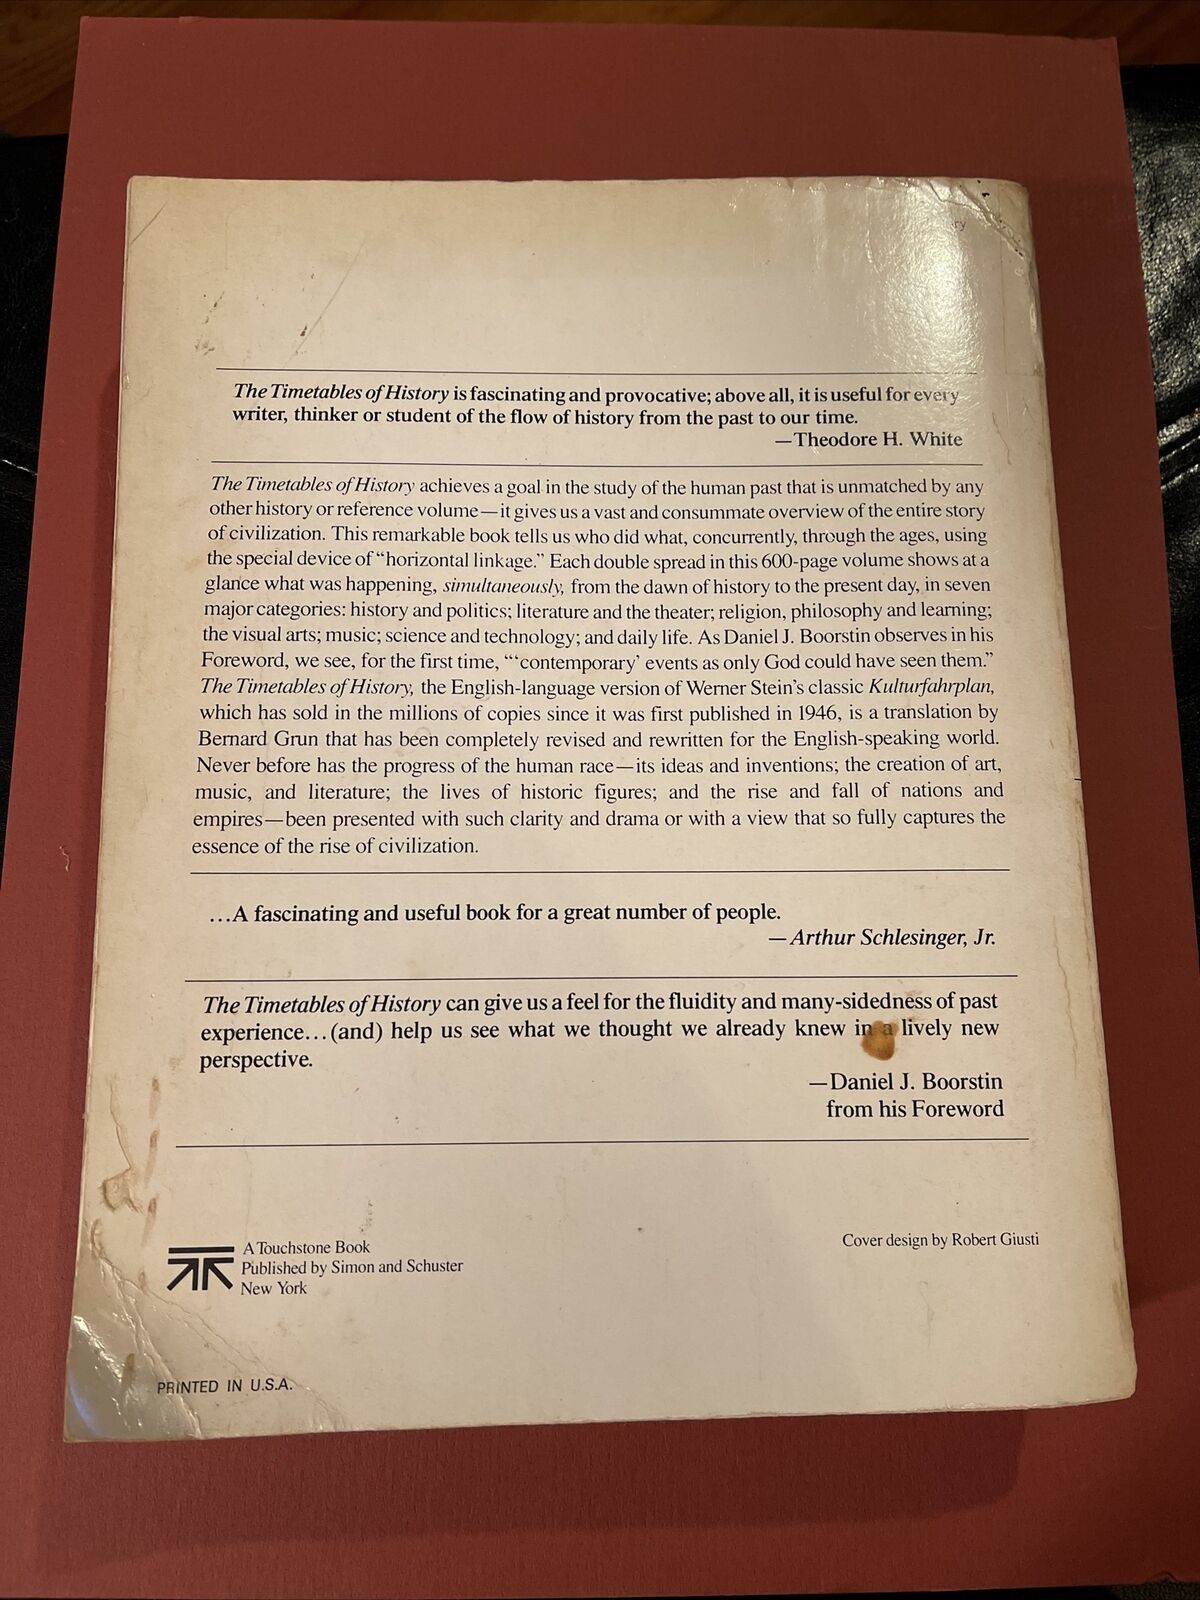 ry
The Timetables of History is fascinating and provocative; above all, it is useful for every
writer, thinker or student of the flow of history from the past to our time.
—Theodore H. White
The Timetables of History achieves a goal in the study of the human past that is unmatched by any
other history or reference volume—it gives us a vast and consummate overview of the entire story
of civilization. This remarkable book tells us who did what, concurrently, through the ages, using
the special device of "horizontal linkage." Each double spread in this 600-page volume shows at a
glance what was happening, simultaneously, from the dawn of history to the present day, in seven
major categories: history and politics; literature and the theater; religion, philosophy and learning;
the visual arts; music; science and technology; and daily life. As Daniel J. Boorstin observes in his
Foreword, we see, for the first time, "‘contemporary’ events as only God could have seen them."
The Timetables of History, the English-language version of Werner Stein's classic Kulturfahrplan,
which has sold in the millions of copies since it was first published in 1946, is a translation by
Bernard Grun that has been completely revised and rewritten for the English-speaking world.
Never before has the progress of the human race—its ideas and inventions; the creation of art,
music, and literature; the lives of historic figures; and the rise and fall of nations and
empires—been presented with such clarity and drama or with a view that so fully captures the
essence of the rise of civilization.
...A fascinating and useful book for a great number of people.
—Arthur Schlesinger, Jr.
The Timetables of History can give us a feel for the fluidity and many-sidedness of past
experience...(and) help us see what we thought we already knew in a lively new
perspective.
—Daniel J. Boorstin
from his Foreword
A Touchstone Book
Published by Simon and Schuster
New York
Cover design by Robert Giusti
PRINTED IN U.S.A.